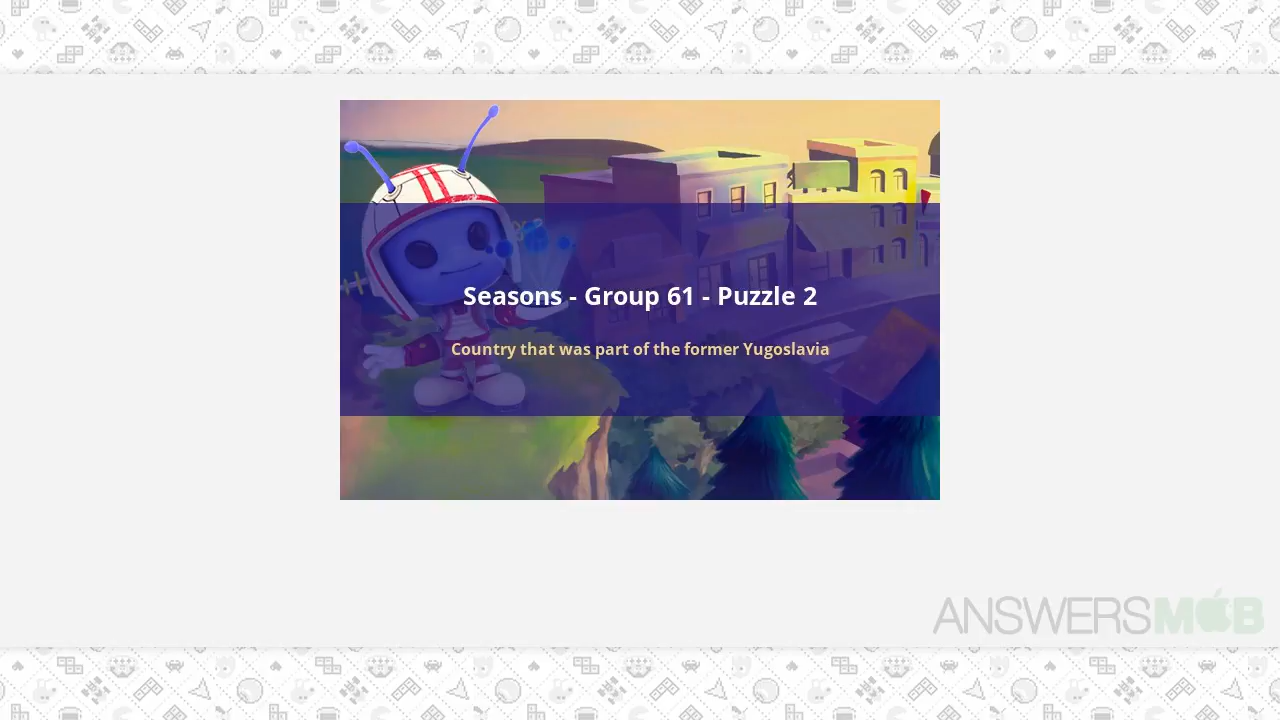 Seasons - Group 61 - Puzzle 2
Country that was part of the former Yugoslavia
ANSWERSMOB